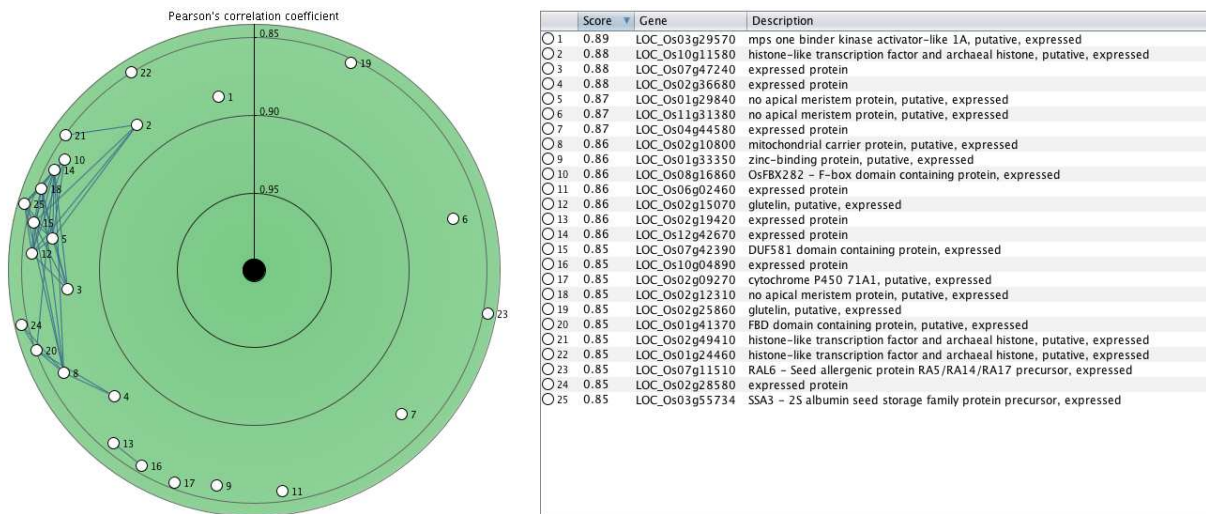 Pearson's correlation coefficient
0.85
0.90
0.95
22
19
1
2
21
10
14
18
25
15
5
12
6
3
23
24
20
8
4
7
13
16
17
9
11
Score Gene Description
1 0.89 LOC_Os03g29570 mps one binder kinase activator-like 1A, putative, expressed
2 0.88 LOC_Os10g11580 histone-like transcription factor and archaeal histone, putative, expressed
3 0.88 LOC_Os07g47240 expressed protein
4 0.88 LOC_Os02g36680 expressed protein
5 0.87 LOC_Os01g29840 no apical meristem protein, putative, expressed
6 0.87 LOC_Os11g31380 no apical meristem protein, putative, expressed
7 0.87 LOC_Os04g44580 expressed protein
8 0.86 LOC_Os02g10800 mitochondrial carrier protein, putative, expressed
9 0.86 LOC_Os01g33350 zinc-binding protein, putative, expressed
10 0.86 LOC_Os08g16860 OsFBX282 - F-box domain containing protein, expressed
11 0.86 LOC_Os06g02460 expressed protein
12 0.86 LOC_Os02g15070 glutelin, putative, expressed
13 0.86 LOC_Os02g19420 expressed protein
14 0.86 LOC_Os12g42670 expressed protein
15 0.85 LOC_Os07g42390 DUF581 domain containing protein, expressed
16 0.85 LOC_Os10g04890 expressed protein
17 0.85 LOC_Os02g09270 cytochrome P450 71A1, putative, expressed
18 0.85 LOC_Os02g12310 no apical meristem protein, putative, expressed
19 0.85 LOC_Os02g25860 glutelin, putative, expressed
20 0.85 LOC_Os01g41370 FBD domain containing protein, putative, expressed
21 0.85 LOC_Os02g49410 histone-like transcription factor and archaeal histone, putative, expressed
22 0.85 LOC_Os01g24460 histone-like transcription factor and archaeal histone, putative, expressed
23 0.85 LOC_Os07g11510 RAL6 - Seed allergenic protein RA5/RA14/RA17 precursor, expressed
24 0.85 LOC_Os02g28580 expressed protein
25 0.85 LOC_Os03g55734 SSA3 - 2S albumin seed storage family protein precursor, expressed